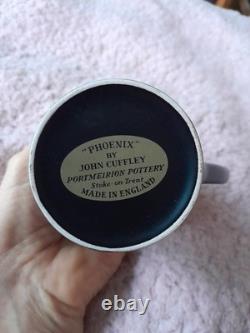 "PHOENIX"
BY
JOHN CUFFLEY
PORTMEIRION POTTERY
Stoke-on-Trent
MADE IN ENGLAND